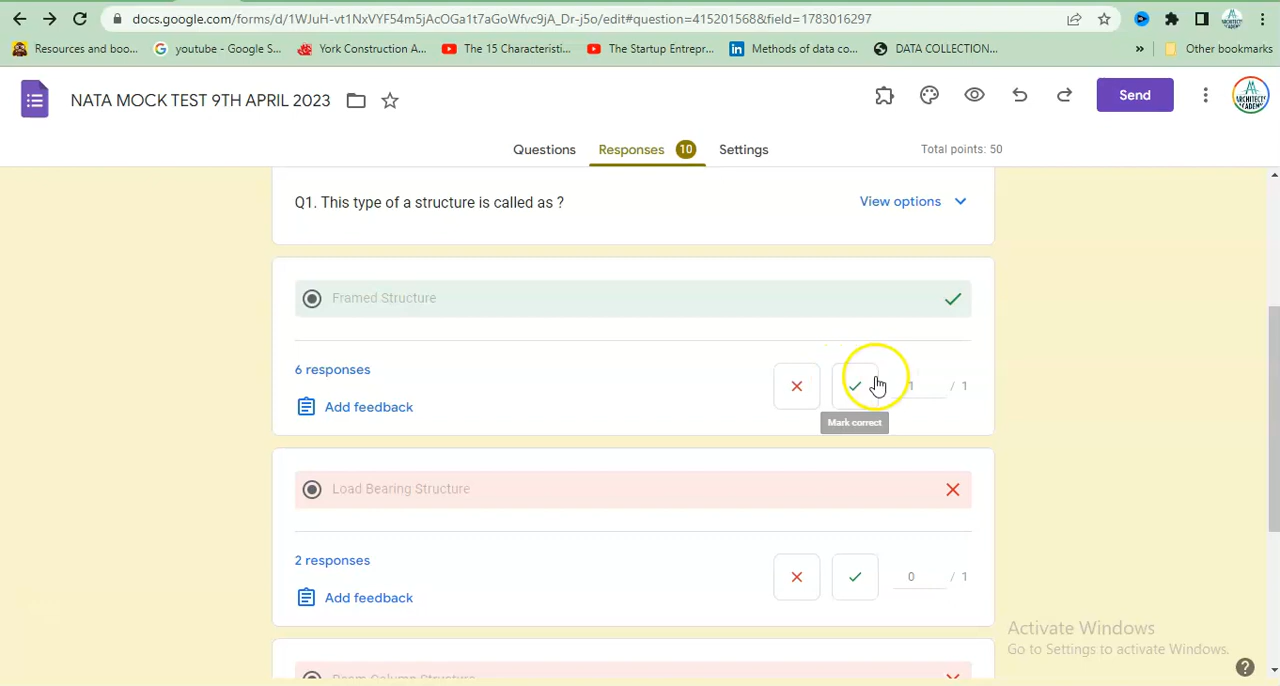 docs.google.com/forms/d/1WJuH-vt1NxVYF54m5jAcOGa1t7aGoWfvc9jA_Dr-j5o/edit#question=415201568&field=1783016297
Resources and boo... youtube - Google S... York Construction A... The 15 Characteristi... The Startup Entrepr... Methods of data co... DATA COLLECTION... » Other bookmarks
NATA MOCK TEST 9TH APRIL 2023 Send
Questions Responses 10 Settings Total points: 50
Q1. This type of a structure is called as ? View options
Framed Structure
6 responses 1 / 1
Add feedback
Mark correct
Load Bearing Structure
2 responses 0 / 1
Add feedback
Activate Windows
Go to Settings to activate Windows.
Beam Column Structure